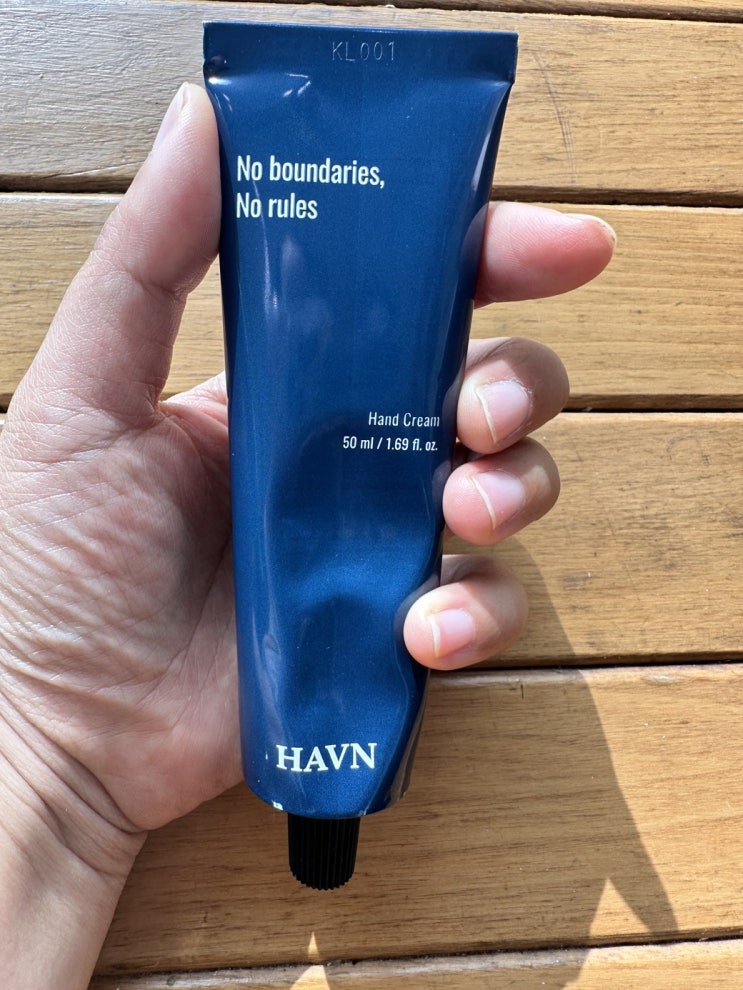 KL001
No boundaries,
No rules
Hand Cream
50 ml / 1.69 fl. oz.
HAVN